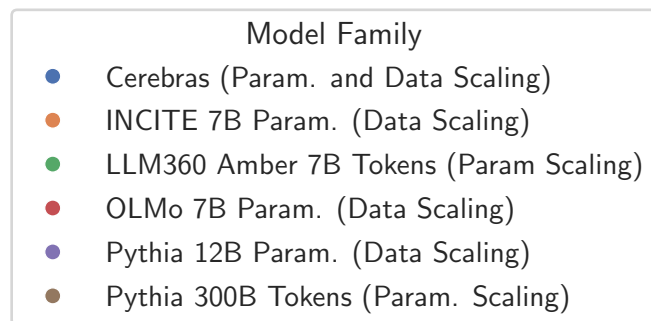 Model Family
Cerebras (Param. and Data Scaling)
INCITE 7B Param. (Data Scaling)
LLM360 Amber 7B Tokens (Param Scaling)
OLMo 7B Param. (Data Scaling)
Pythia 12B Param. (Data Scaling)
Pythia 300B Tokens (Param. Scaling)